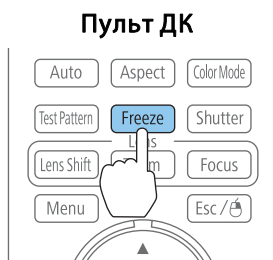 Пульт ДК
Auto Aspect Color Mode
Test Pattern Freeze Shutter
Lens Shift Focus
Menu Esc /